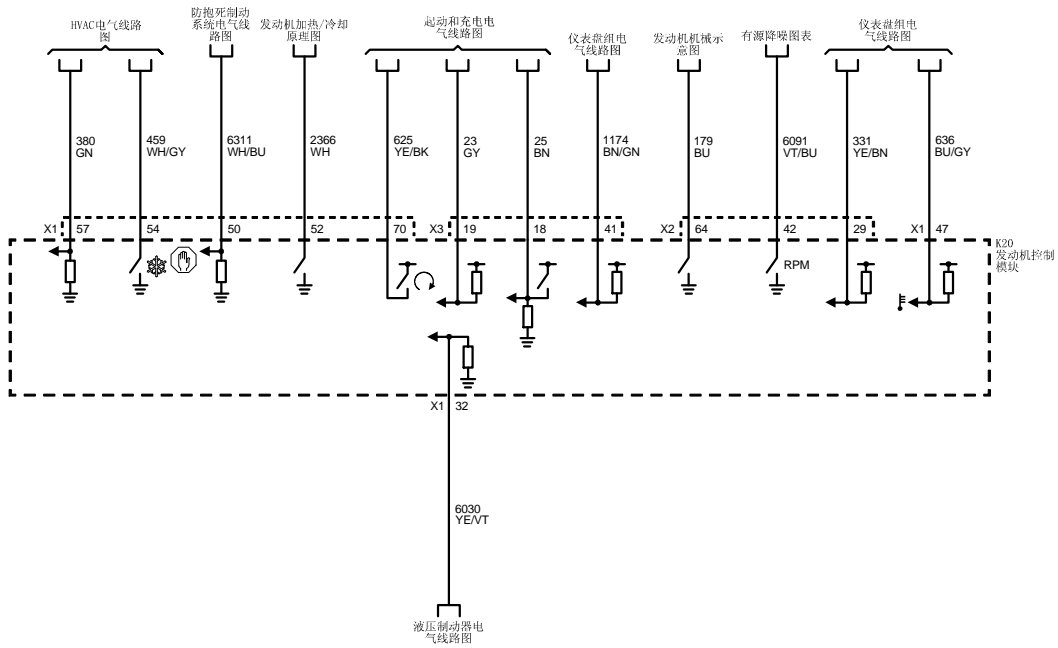 HVAC电气线路
图
防抱死制动
系统电气线
路图
发动机加热/冷却
原理图
起动和充电电
气线路图
仪表盘组电
气线路图
发动机机械示
意图
有源降噪图表
仪表盘组电
气线路图
380
GN
459
WH/GY
6311
WH/BU
2366
WH
625
YE/BK
23
GY
25
BN
1174
BN/GN
179
BU
6091
VT/BU
331
YE/BN
636
BU/GY
X1 57 54 50 52 70 X3 19 18 41 X2 64 42 29 X1 47
K20
发动机控制
模块
RPM
X1 32
6030
YE/VT
液压制动器电
气线路图